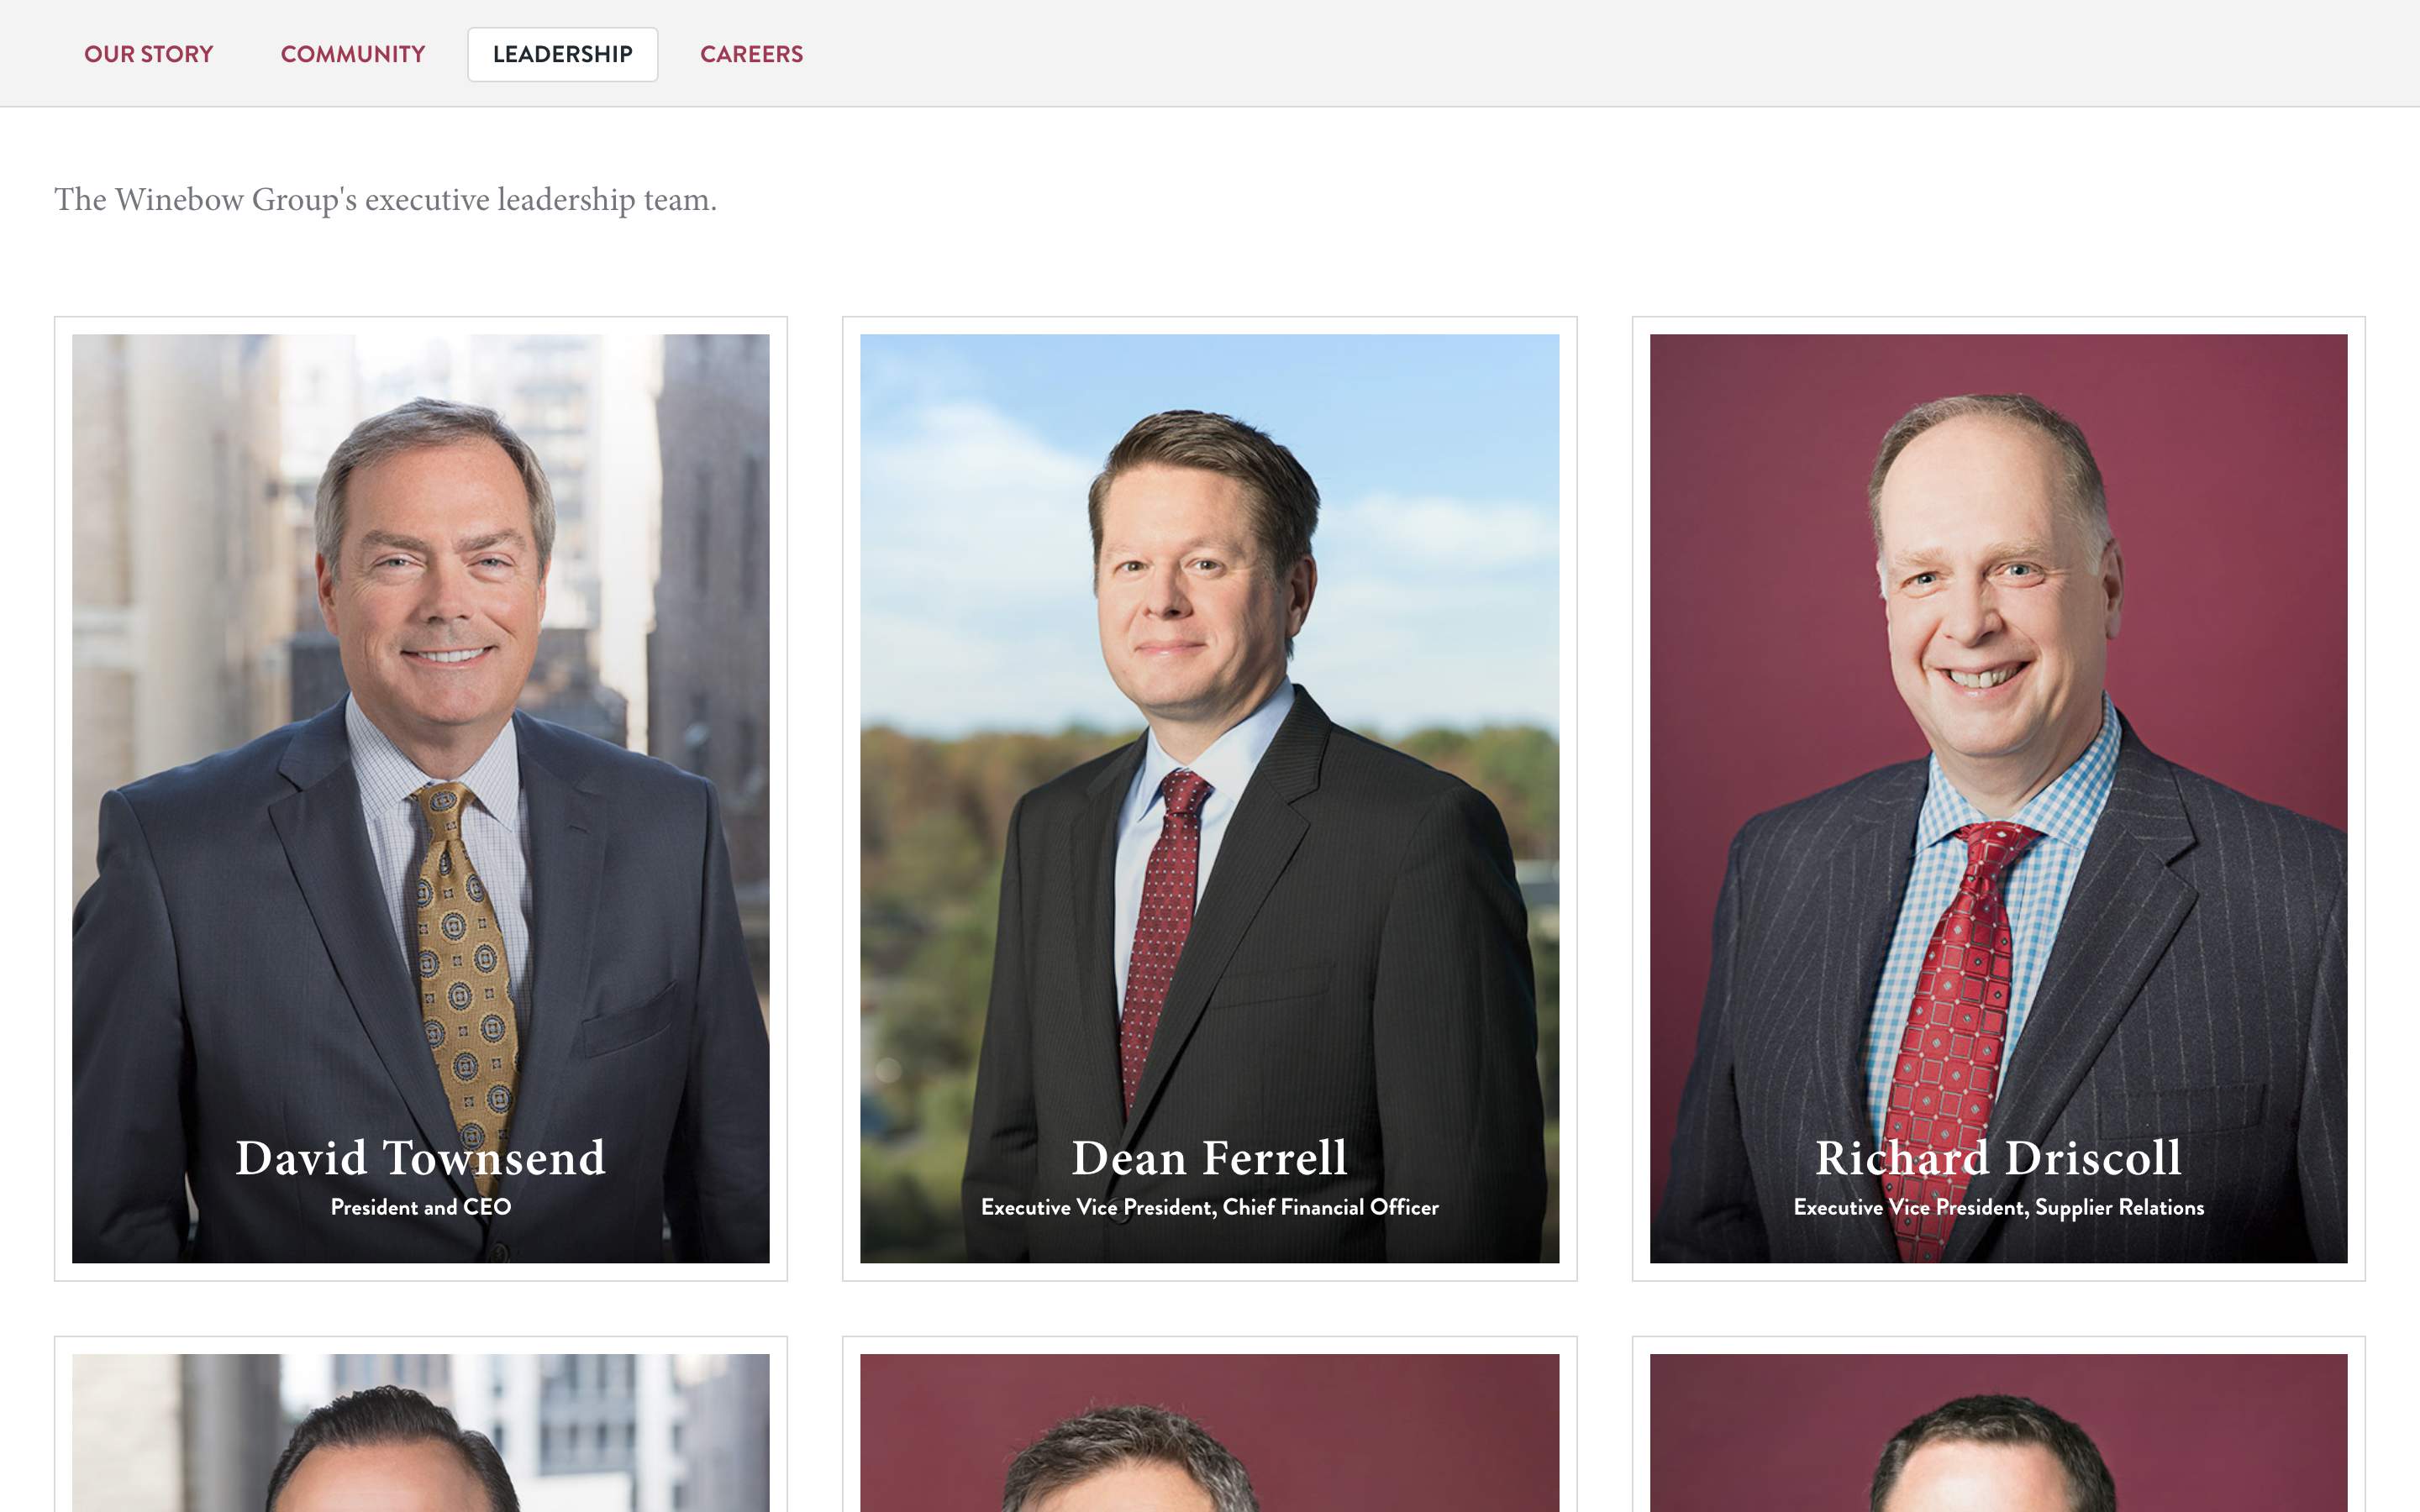 OUR STORY
COMMUNITY
LEADERSHIP
CAREERS
The Winebow Group's executive leadership team.
David Townsend
President and CEO
Dean Ferrell
Executive Vice President, Chief Financial Officer
Richard Driscoll
Executive Vice President, Supplier Relations